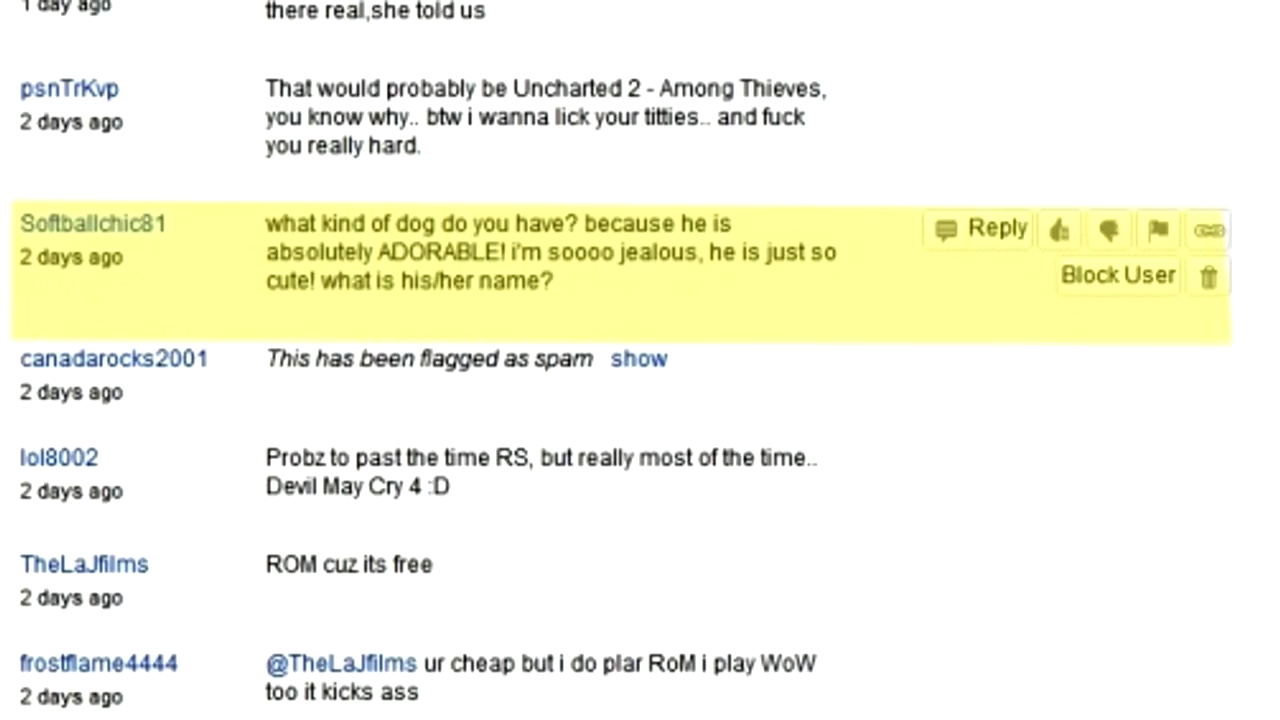 1 day ago
there real,she told us
psnTrKvp
2 days ago
That would probably be Uncharted 2 - Among Thieves,
you know why.. btw i wanna lick your titties.. and fuck
you really hard.
Softballchic81
2 days ago
what kind of dog do you have? because he is
absolutely ADORABLE! i'm soooo jealous, he is just so
cute! what is his/her name?
Reply
Block User
canadarocks2001
2 days ago
This has been flagged as spam show
lol8002
2 days ago
Probz to past the time RS, but really most of the time..
Devil May Cry 4 :D
TheLaJfilms
2 days ago
ROM cuz its free
frostflame4444
2 days ago
@TheLaJfilms ur cheap but i do plar RoM i play WoW
too it kicks ass